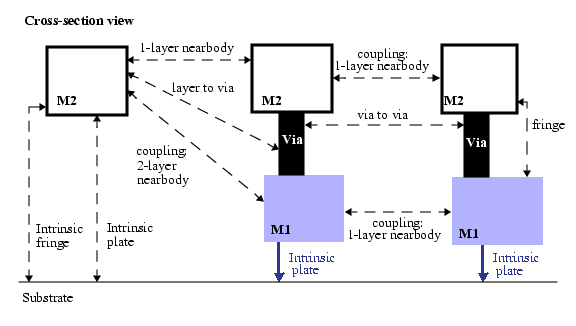 Cross-section view
1-layer nearbody
coupling:
1-layer nearbody
M2
M2
M2
layer to via
via to via
fringe
Via
Via
coupling:
2-layer
nearbody
Intrinsic
fringe
Intrinsic
plate
M1
coupling:
1-layer nearbody
M1
Intrinsic
plate
Intrinsic
plate
Substrate